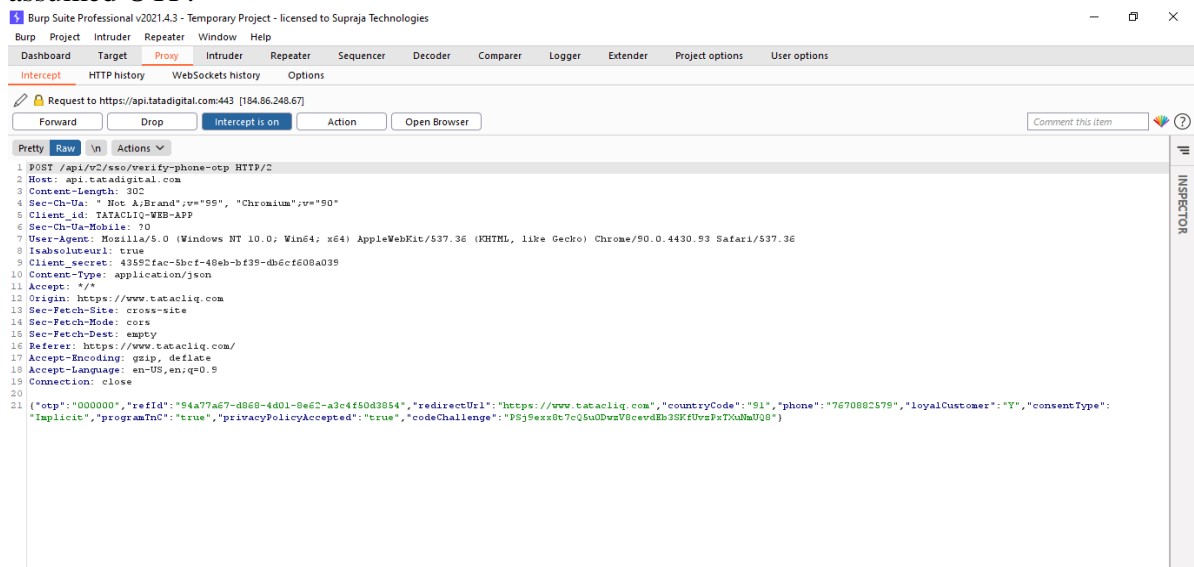 Burp Suite Professional v2021.4.3 - Temporary Project - licensed to Supraja Technologies
Burp Project Intruder Repeater Window Help
Dashboard Target Proxy Intruder Repeater Sequencer Decoder Comparer Logger Extender Project options User options
Intercept HTTP history WebSockets history Options
Request to https://api.tatadigital.com:443 [184.86.248.67]
Forward Drop Intercept is on Action Open Browser Comment this item ?
Pretty Raw \n Actions
INSPECTOR
1 POST /api/v2/sso/verify-phone-otp HTTP/2
2 Host: api.tatadigital.com
3 Content-Length: 302
4 Sec-Ch-Ua: " Not A;Brand";v="99", "Chromium";v="90"
5 Client_id: TATACLIQ-WEB-APP
6 Sec-Ch-Ua-Mobile: ?0
7 User-Agent: Mozilla/5.0 (Windows NT 10.0; Win64; x64) AppleWebKit/537.36 (KHTML, like Gecko) Chrome/90.0.4430.93 Safari/537.36
8 Isabsoluteurl: true
9 Client_secret: 43592fac-5bcf-48eb-bf39-db6cf608a039
10 Content-Type: application/json
11 Accept: */*
12 Origin: https://www.tatacliq.com
13 Sec-Fetch-Site: cross-site
14 Sec-Fetch-Mode: cors
15 Sec-Fetch-Dest: empty
16 Referer: https://www.tatacliq.com/
17 Accept-Encoding: gzip, deflate
18 Accept-Language: en-US,en;q=0.9
19 Connection: close
20
21 {"otp":"000000","refId":"94a77a67-d868-4d01-8e62-a3c4f50d3854","redirectUrl":"https://www.tatacliq.com","countryCode":"91","phone":"7670882579","loyalCustomer":"Y","consentType":
"Implicit","programTnC":"true","privacyPolicyAccepted":"true","codeChallenge":"PSj9exx8t7cQ5uODwzV8cevdEb3SKfUvzPxTXuNmUQ8"}